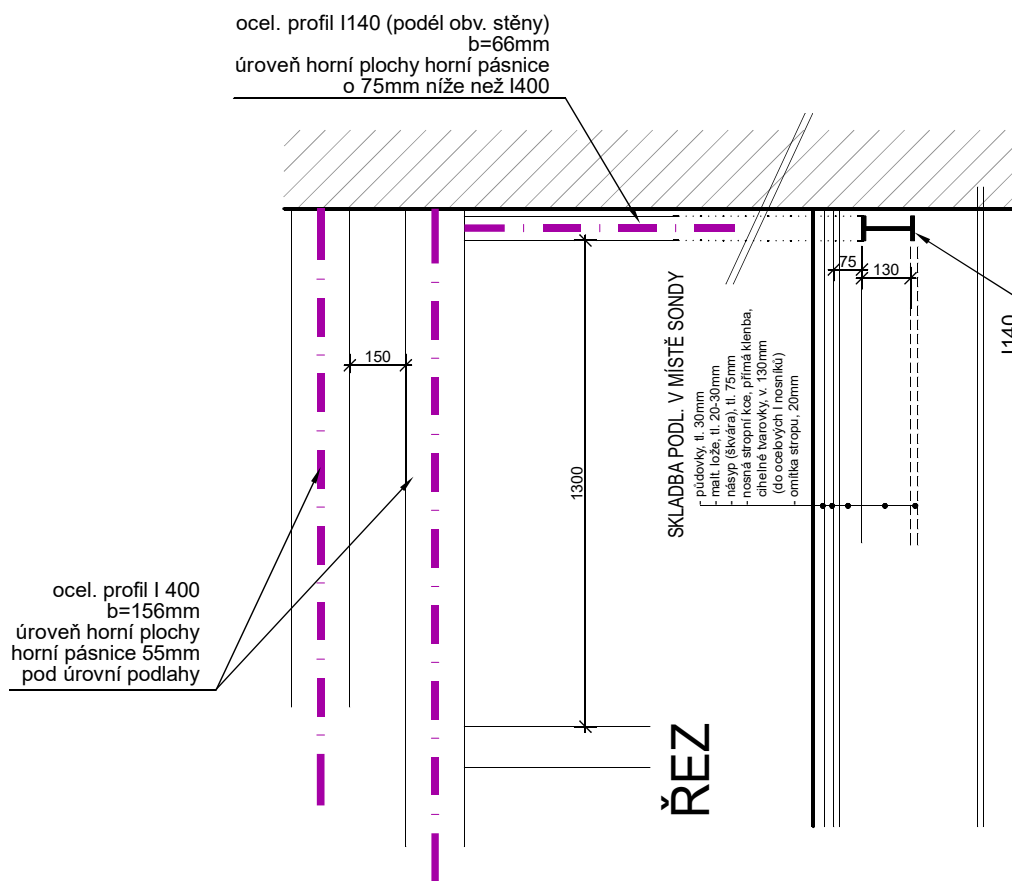 ocel. profil I140 (podél obv. stěny)
b=66mm
úroveň horní plochy horní pásnice
o 75mm níže než I400
75
130
I140
150
1300
SKLADBA PODL. V MÍSTĚ SONDY
- půdovky, tl. 30mm
- malt. lože, tl. 20-30mm
- násyp (škvára), tl. 75mm
- nosná stropní kce, přímá klenba,
cihelné tvarovky, v. 130mm
(do ocelových I nosníků)
- omítka stropu, 20mm
ocel. profil I 400
b=156mm
úroveň horní plochy
horní pásnice 55mm
pod úrovní podlahy
ŘEZ